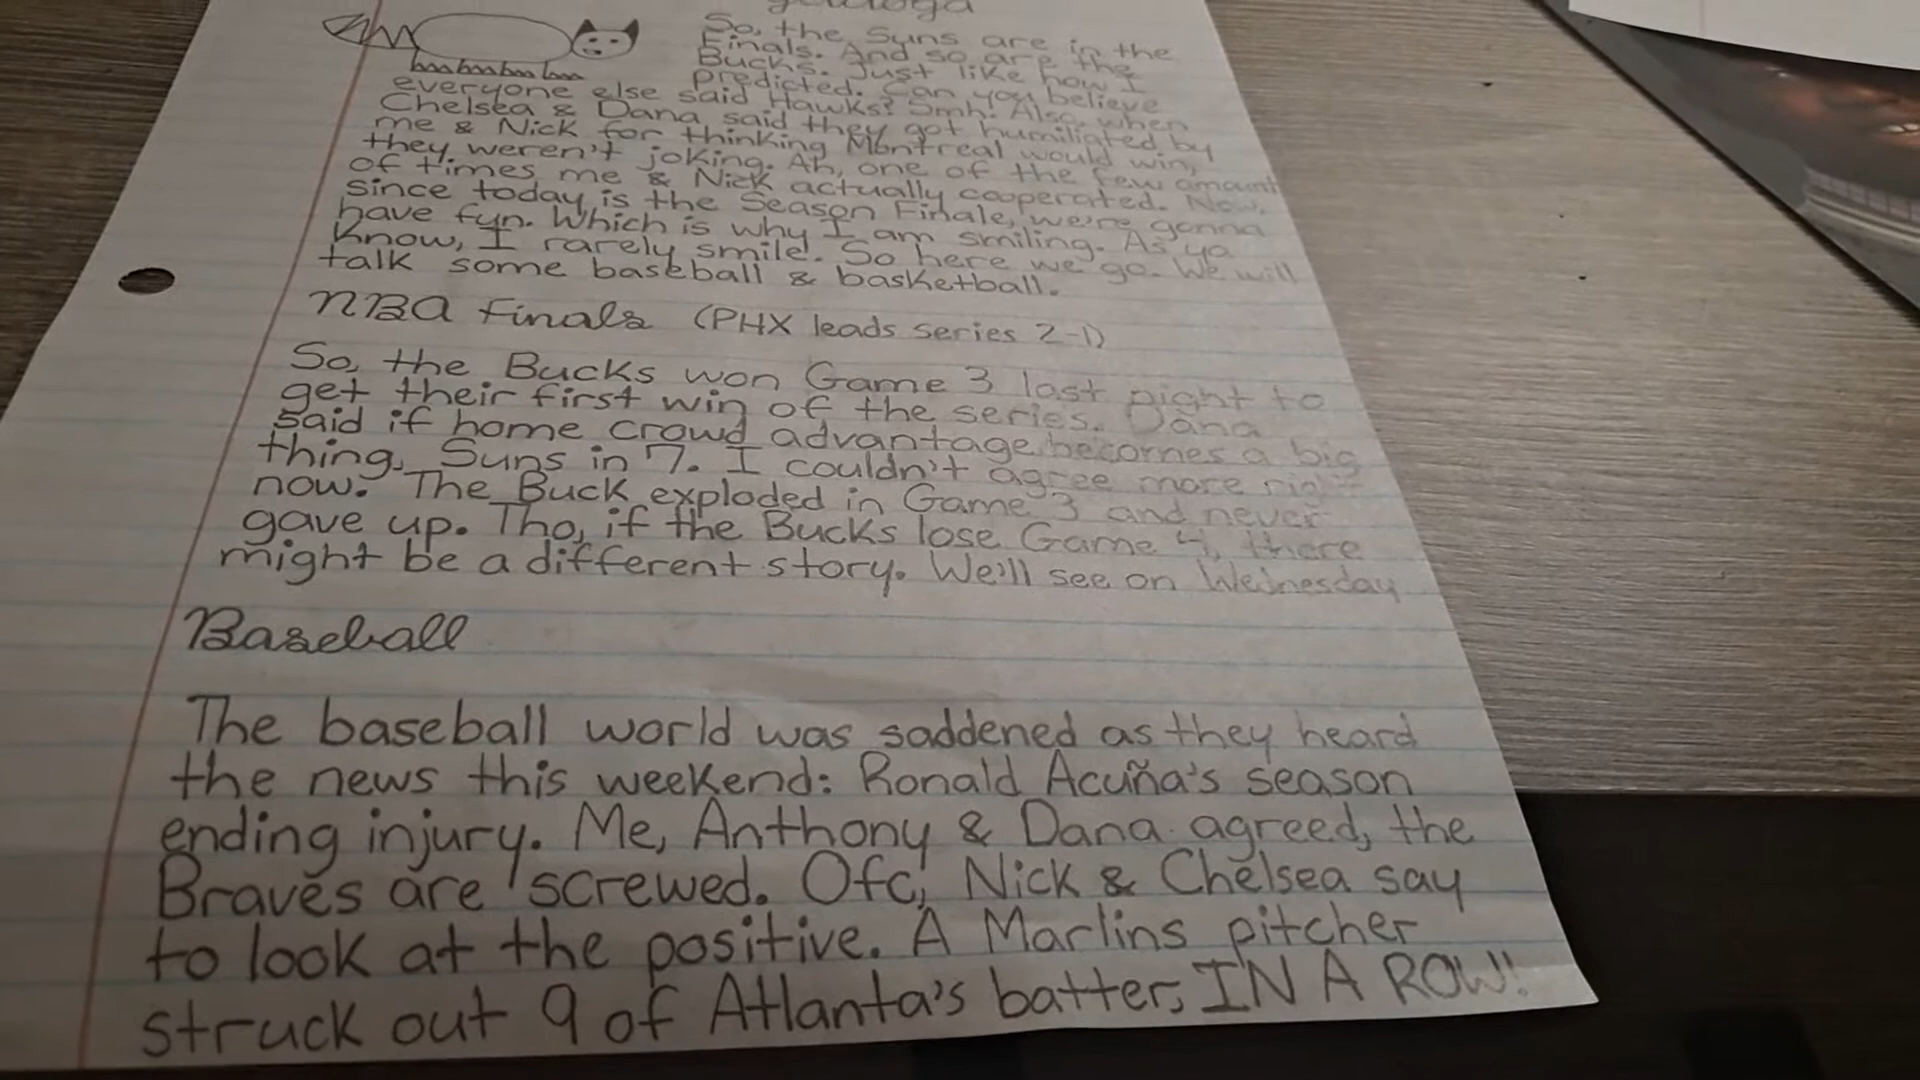 So, the Suns are in the
Finals. And so are the
Bucks. Just like how I
predicted. Can you believe
everyone else said Hawks? Smh! Also, when
Chelsea & Dana said they got humiliated by
me & Nick for thinking Montreal would win,
they weren't joking. Ah, one of the few amount
of times me & Nick actually cooperated. Now,
since today is the Season Finale, we're gonna
have fun. Which is why I am smiling. As ya
know, I rarely smile. So here we go. We will
talk some baseball & basketball.
NBA Finals (PHX leads series 2-1)
So, the Bucks won Game 3 last night to
get their first win of the series. Dana
said if home crowd advantage becomes a big
thing, Suns in 7. I couldn't agree more
now. The Buck exploded in Game 3 and never
gave up. Tho, if the Bucks lose Game 4, there
might be a different story. We'll see on Wednesday
Baseball
The baseball world was saddened as they heard
the news this weekend: Ronald Acuña's season
ending injury. Me, Anthony & Dana agreed, the
Braves are screwed. Ofc, Nick & Chelsea say
to look at the positive. A Marlins pitcher
struck out 9 of Atlanta's batter, IN A ROW!